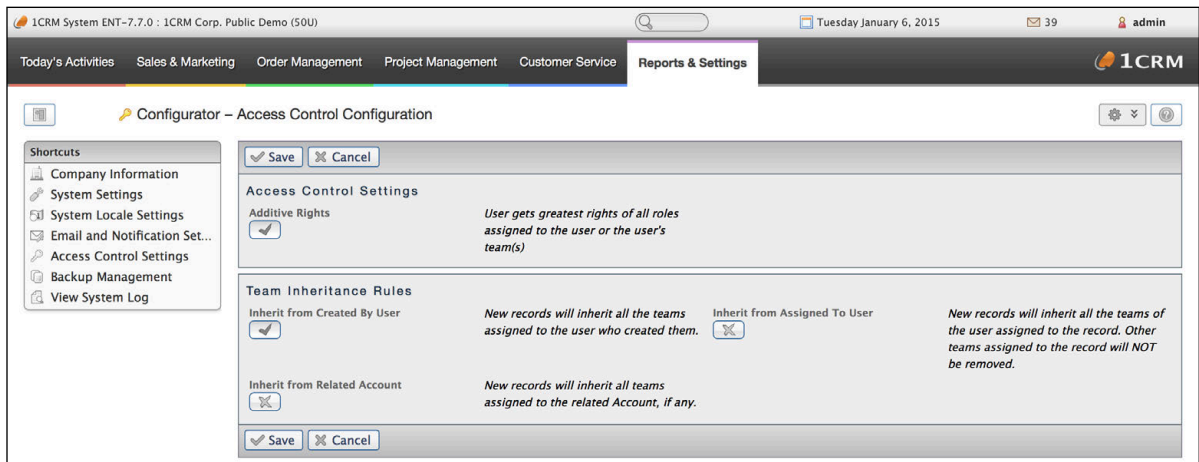 1CRM System ENT-7.7.0 : 1CRM Corp. Public Demo (50U)
Tuesday January 6, 2015
39
admin
Today's Activities
Sales & Marketing
Order Management
Project Management
Customer Service
Reports & Settings
1CRM
Configurator – Access Control Configuration
Shortcuts
Company Information
System Settings
System Locale Settings
Email and Notification Set...
Access Control Settings
Backup Management
View System Log
Save
Cancel
Access Control Settings
Additive Rights
User gets greatest rights of all roles
assigned to the user or the user's
team(s)
Team Inheritance Rules
Inherit from Created By User
New records will inherit all the teams
assigned to the user who created them.
Inherit from Assigned To User
New records will inherit all the teams of
the user assigned to the record. Other
teams assigned to the record will NOT
be removed.
Inherit from Related Account
New records will inherit all teams
assigned to the related Account, if any.
Save
Cancel